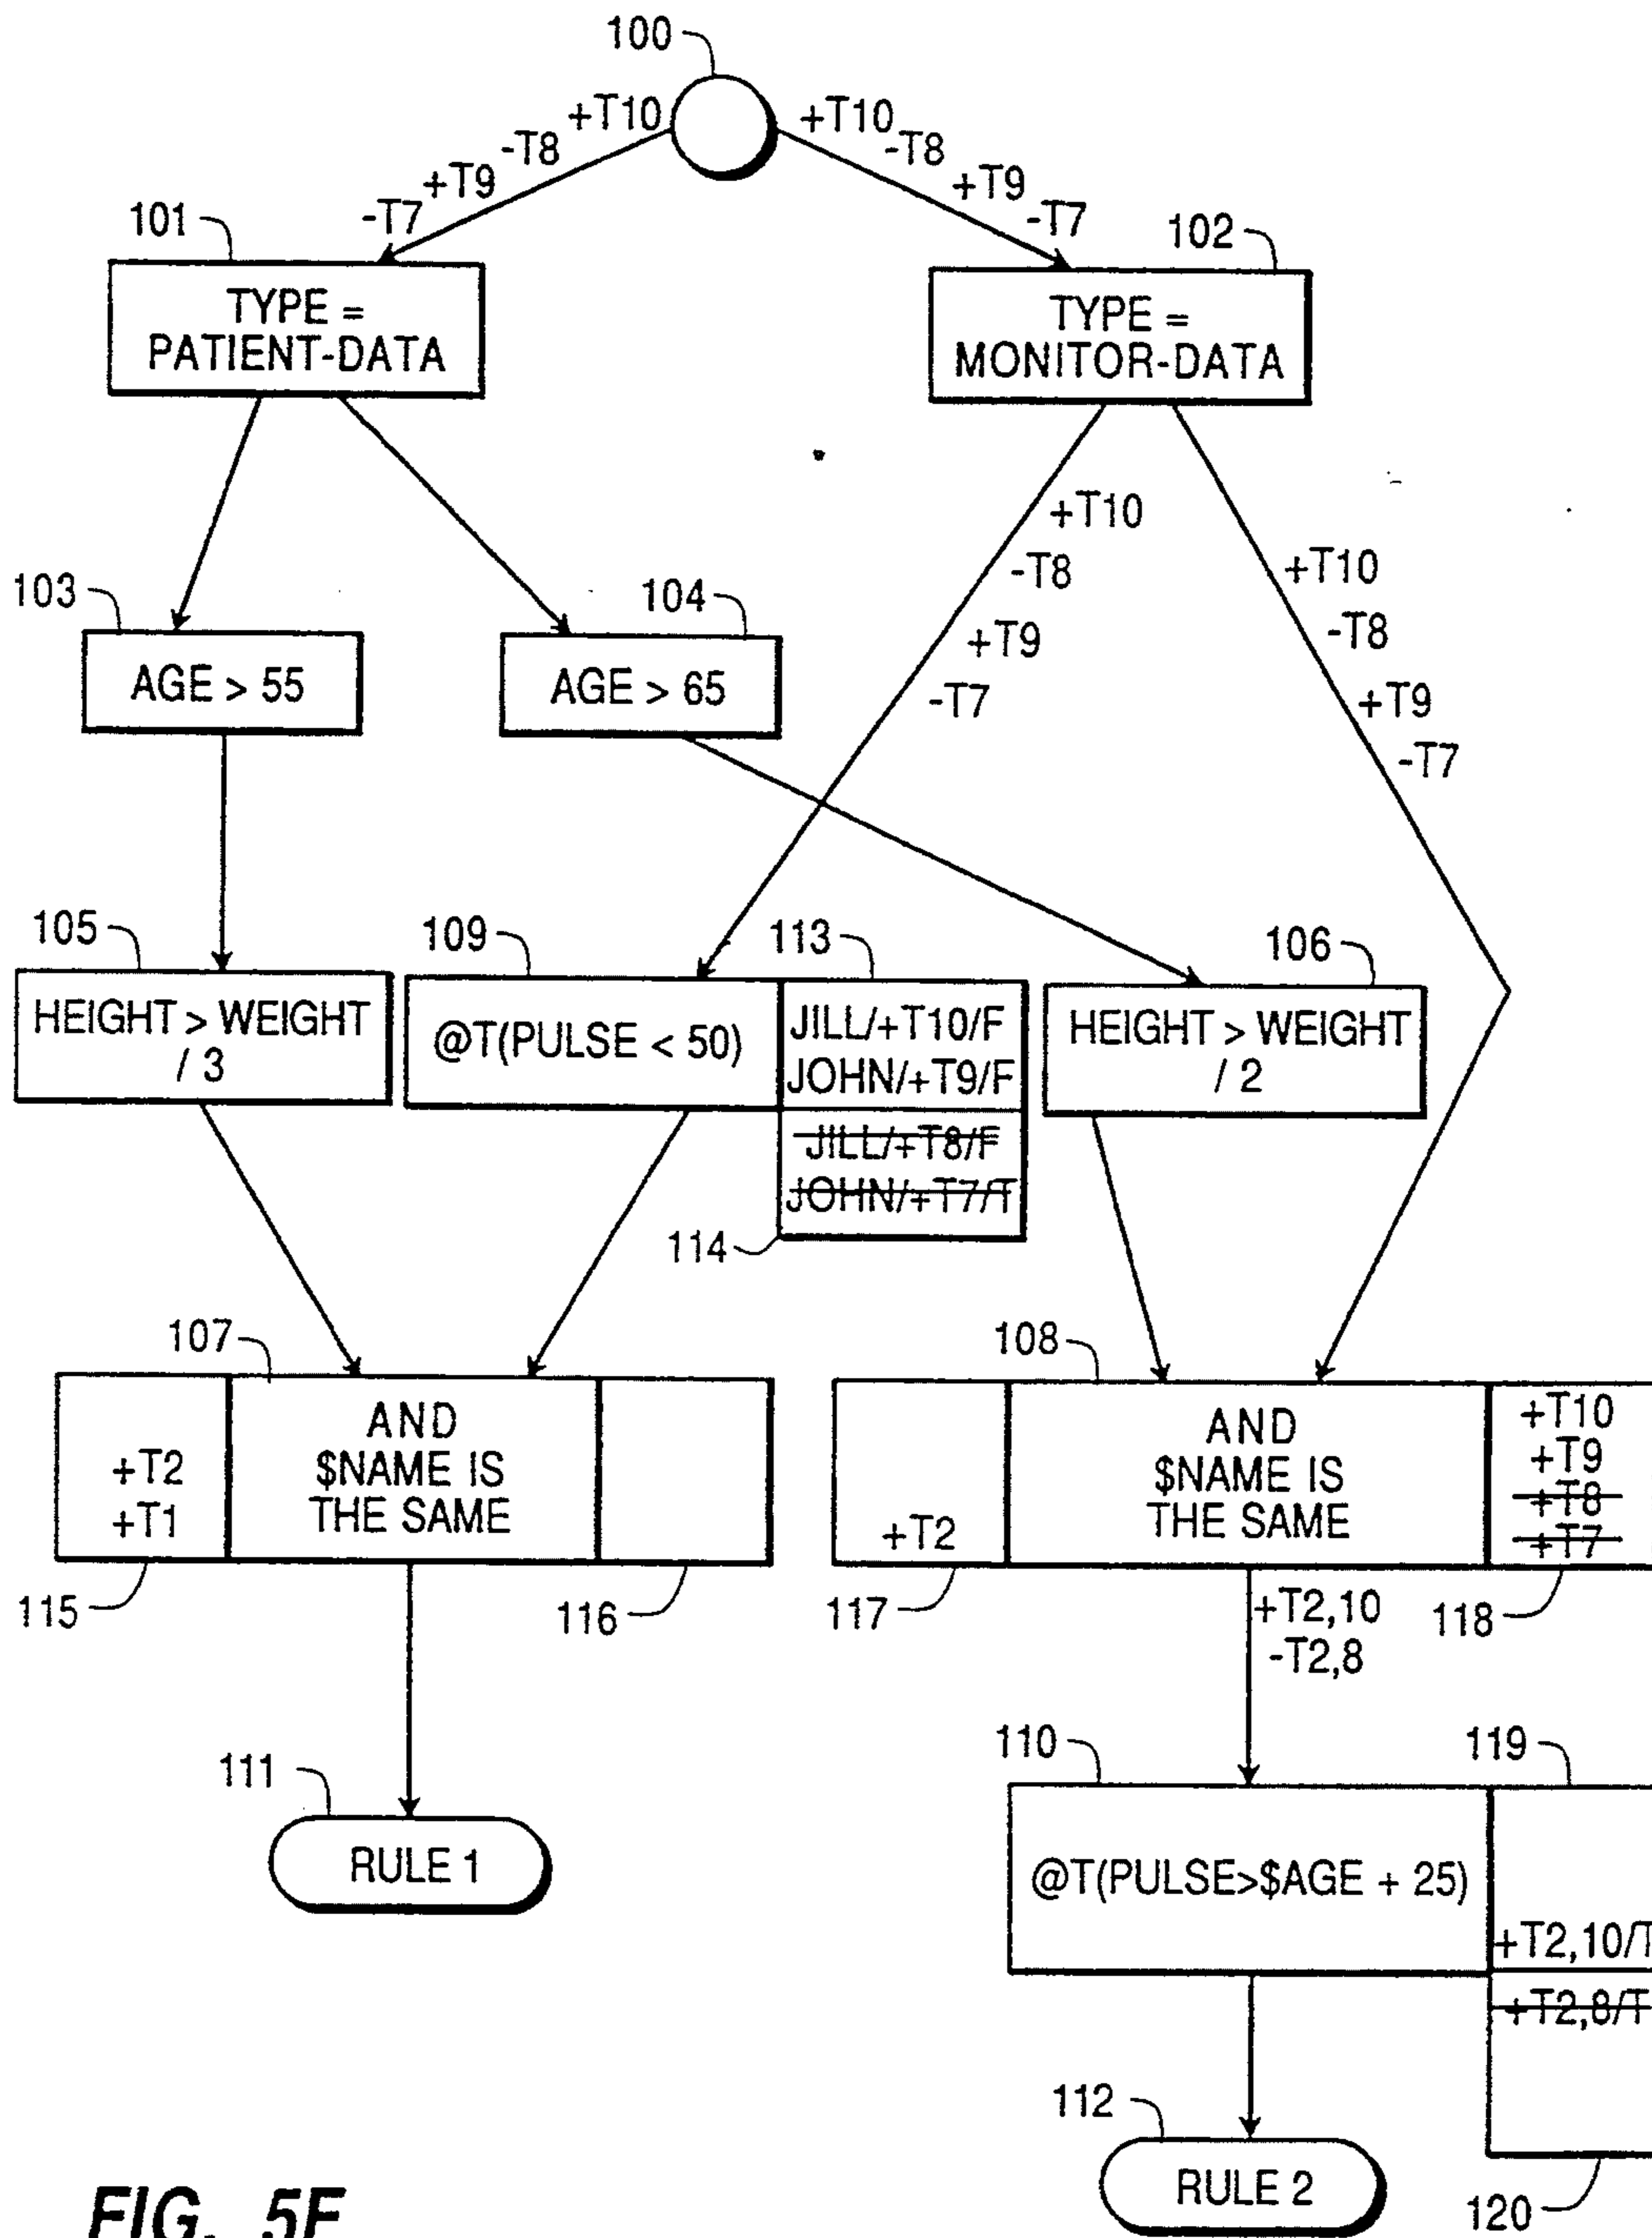 100
+T10
-T8
+T9
-T7
+T10
-T8
+T9
-T7
101
TYPE =
PATIENT-DATA
102
TYPE =
MONITOR-DATA
+T10
-T8
+T9
-T7
+T10
-T8
+T9
-T7
103
AGE > 55
104
AGE > 65
105
HEIGHT > WEIGHT
/ 3
109
@T(PULSE < 50)
113
JILL/+T10/F
JOHN/+T9/F
JILL/+T8/F
JOHN/+T7/T
114
106
HEIGHT > WEIGHT
/ 2
107
+T2
+T1
AND
$NAME IS
THE SAME
115
116
108
+T2
AND
$NAME IS
THE SAME
+T10
+T9
+T8
+T7
117
118
+T2,10
-T2,8
111
RULE 1
110
@T(PULSE>$AGE + 25)
119
+T2,10/T
+T2,8/T
120
112
RULE 2
FIG. 5F